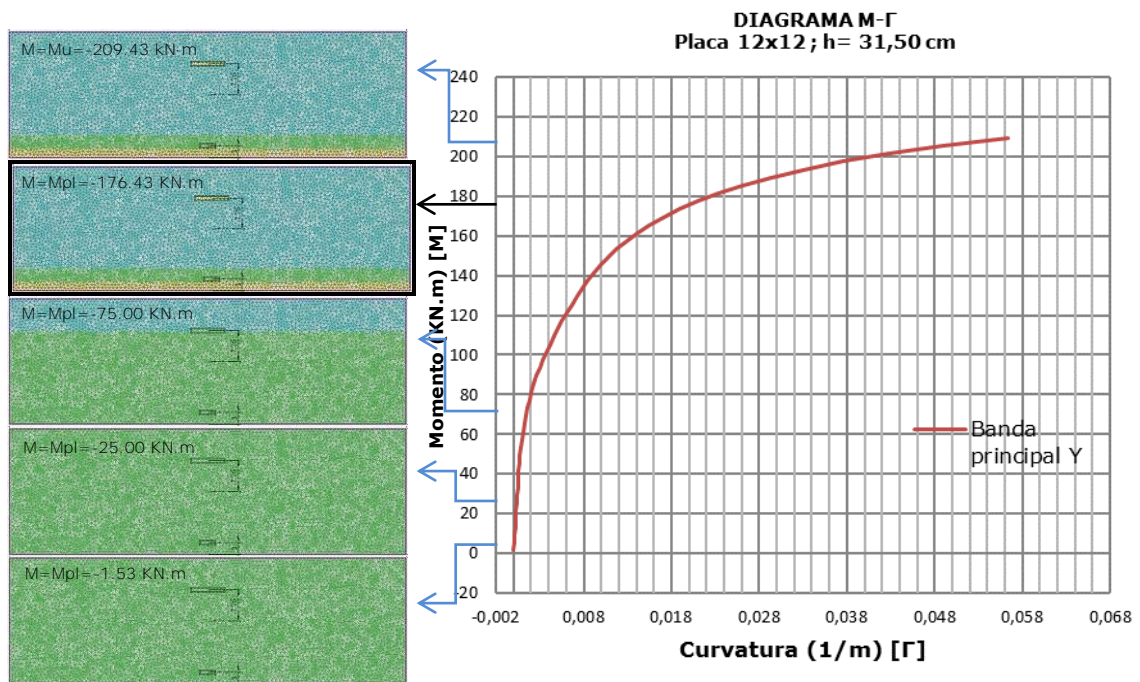 M=Mu=-209.43 kN·m
M=Mpl=-176.43 KN.m
M=Mpl=-75.00 KN.m
M=Mpl=-25.00 KN.m
M=Mpl=-1.53 KN.m
DIAGRAMA M-Γ
Placa 12x12 ; h= 31,50 cm
Momento (KN.m) [M]
240
220
200
180
160
140
120
100
80
60
40
20
0
-20
-0,002 0,008 0,018 0,028 0,038 0,048 0,058 0,068
Curvatura (1/m) [Γ]
Banda
principal Y